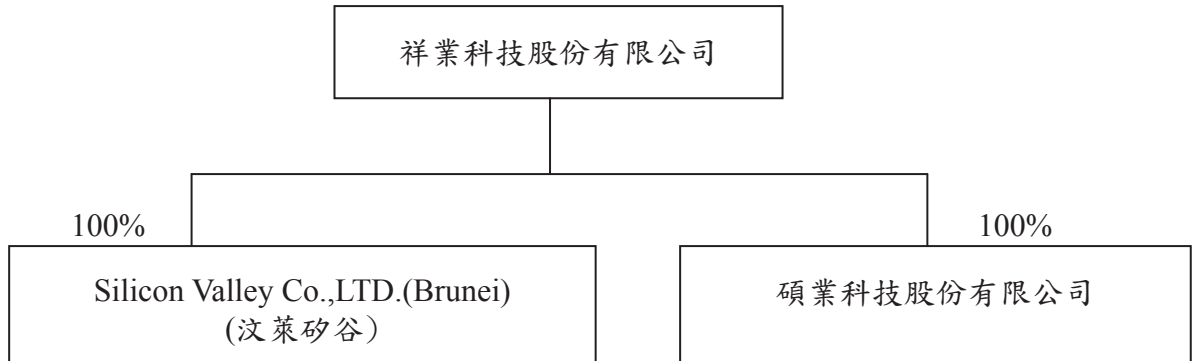 祥業科技股份有限公司
100%
100%
Silicon Valley Co.,LTD.(Brunei)
(汶萊矽谷）
碩業科技股份有限公司